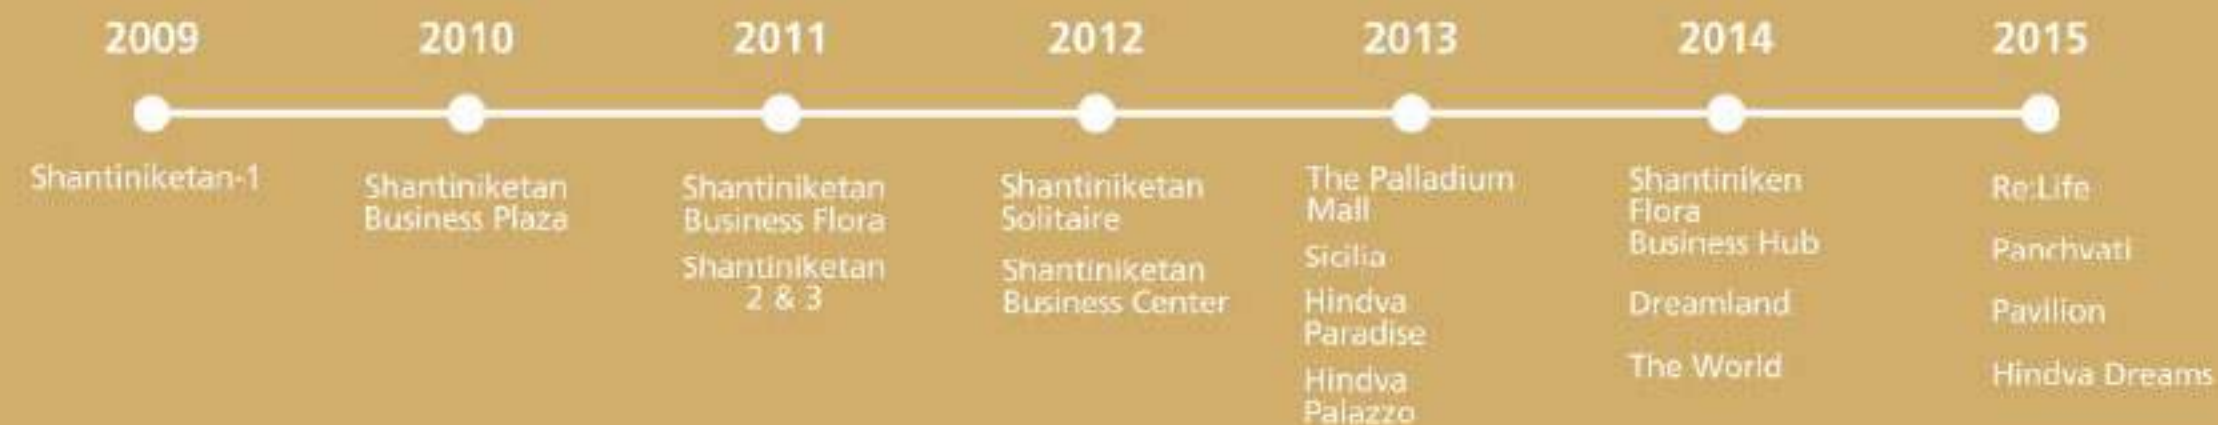 2009
Shantiniketan-1
2010
Shantiniketan
Business Plaza
2011
Shantiniketan
Business Flora
Shantiniketan
2 & 3
2012
Shantiniketan
Solitaire
Shantiniketan
Business Center
2013
The Palladium
Mall
Sicilia
Hindva
Paradise
Hindva
Palazzo
2014
Shantiniken
Flora
Business Hub
Dreamland
The World
2015
Re:Life
Panchvati
Pavilion
Hindva Dreams